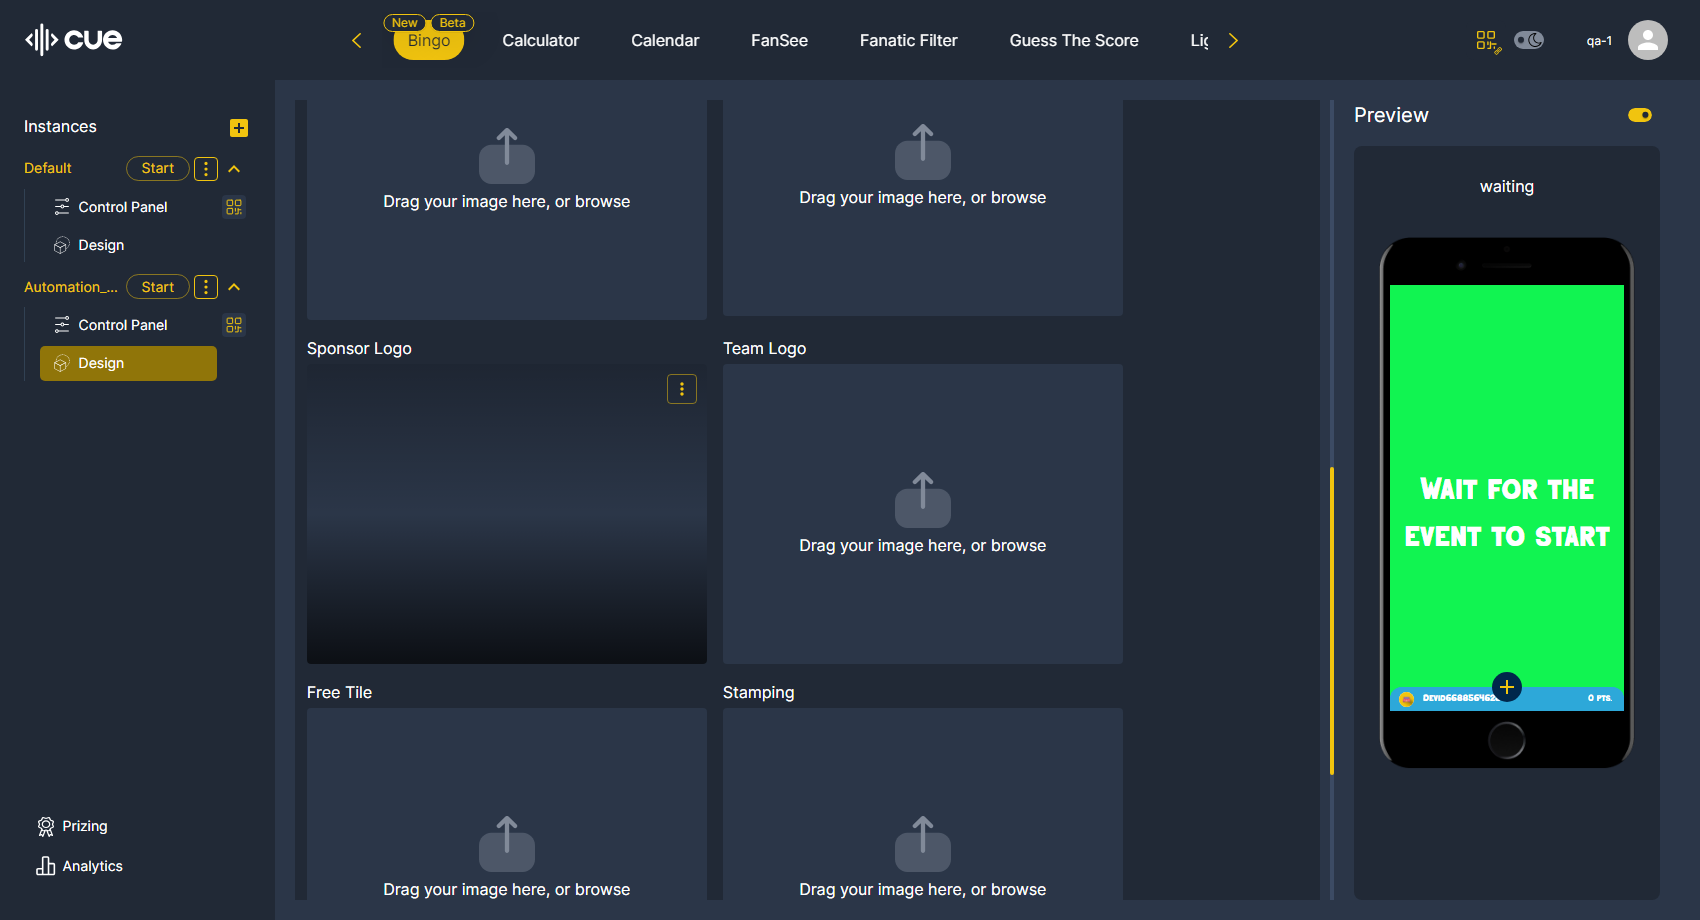 cue
New
Beta
Bingo
Calculator
Calendar
FanSee
Fanatic Filter
Guess The Score
qa-1
Instances
Default
Start
Control Panel
Design
Automation_...
Start
Control Panel
Design
Prizing
Analytics
Drag your image here, or browse
Drag your image here, or browse
Sponsor Logo
Team Logo
Drag your image here, or browse
Free Tile
Stamping
Drag your image here, or browse
Drag your image here, or browse
Preview
waiting
Wait for the
event to start
0 pts.